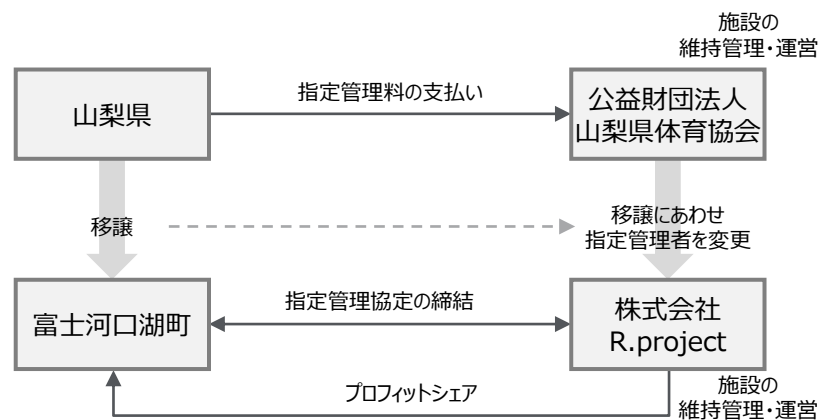 施設の
維持管理・運営
山梨県
指定管理料の支払い
公益財団法人
山梨県体育協会
移譲
移譲にあわせ
指定管理者を変更
富士河口湖町
指定管理協定の締結
株式会社
R.project
プロフィットシェア
施設の
維持管理・運営